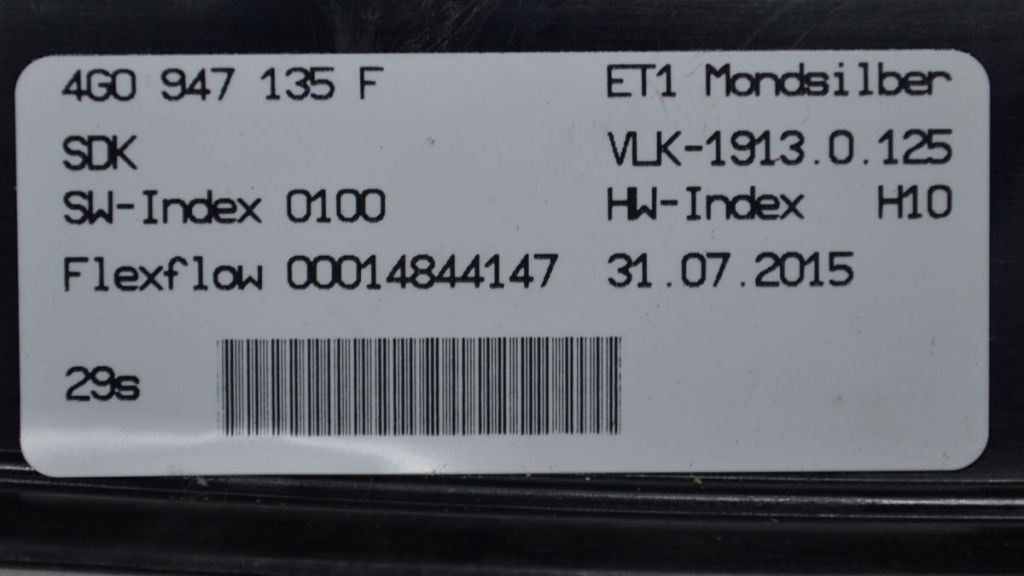 4G0 947 135 F ET1 Mondsilber
SDK VLK-1913.0.125
SW-Index 0100 HW-Index H10
Flexflow 00014844147 31.07.2015
29s